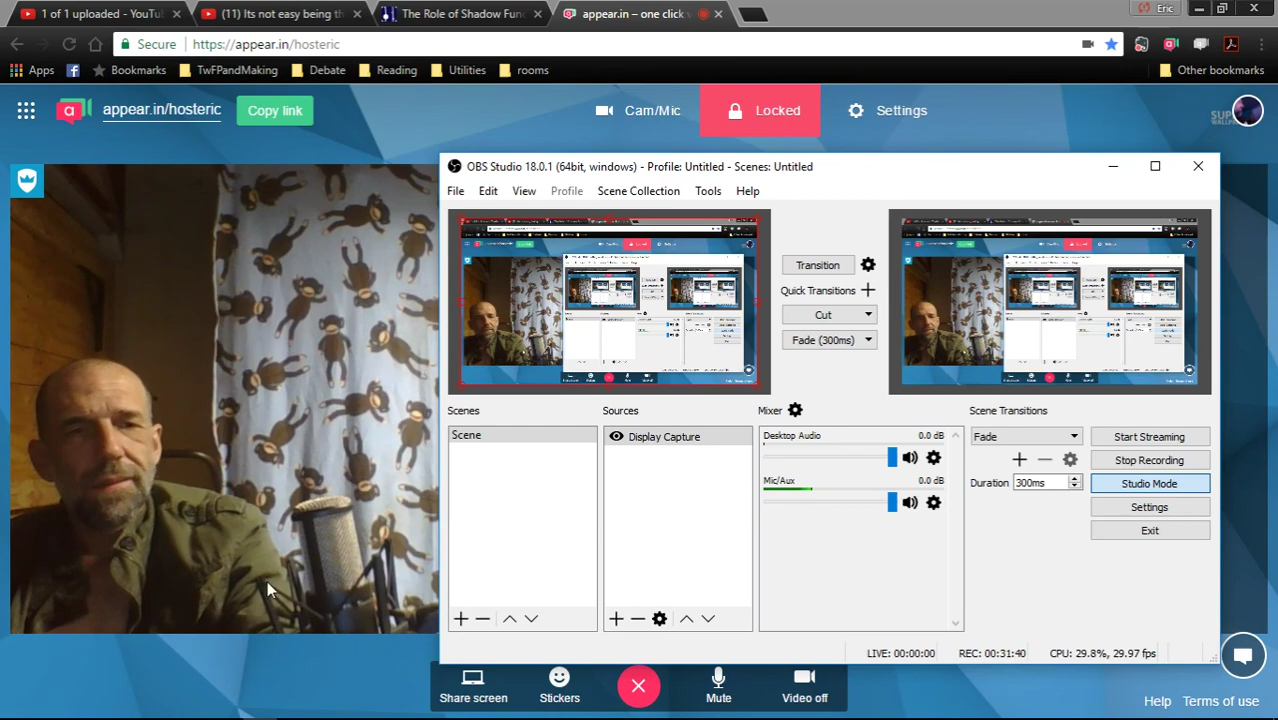 1 of 1 uploaded - YouTu
(11) Its not easy being th
The Role of Shadow Fun
appear.in – one click v
Eric
Secure
https://appear.in/hosteric
Apps
Bookmarks
TwFPandMaking
Debate
Reading
Utilities
rooms
Other bookmarks
appear.in/hosteric
Copy link
Cam/Mic
Locked
Settings
OBS Studio 18.0.1 (64bit, windows) - Profile: Untitled - Scenes: Untitled
File Edit View Profile Scene Collection Tools Help
Transition
Quick Transitions
Cut
Fade (300ms)
Scenes
Sources
Mixer
Scene Transitions
Scene
Display Capture
Desktop Audio 0.0 dB
Mic/Aux 0.0 dB
Fade
Duration 300ms
Start Streaming
Stop Recording
Studio Mode
Settings
Exit
LIVE: 00:00:00
REC: 00:31:40
CPU: 29.8%, 29.97 fps
Share screen
Stickers
Mute
Video off
Help
Terms of use